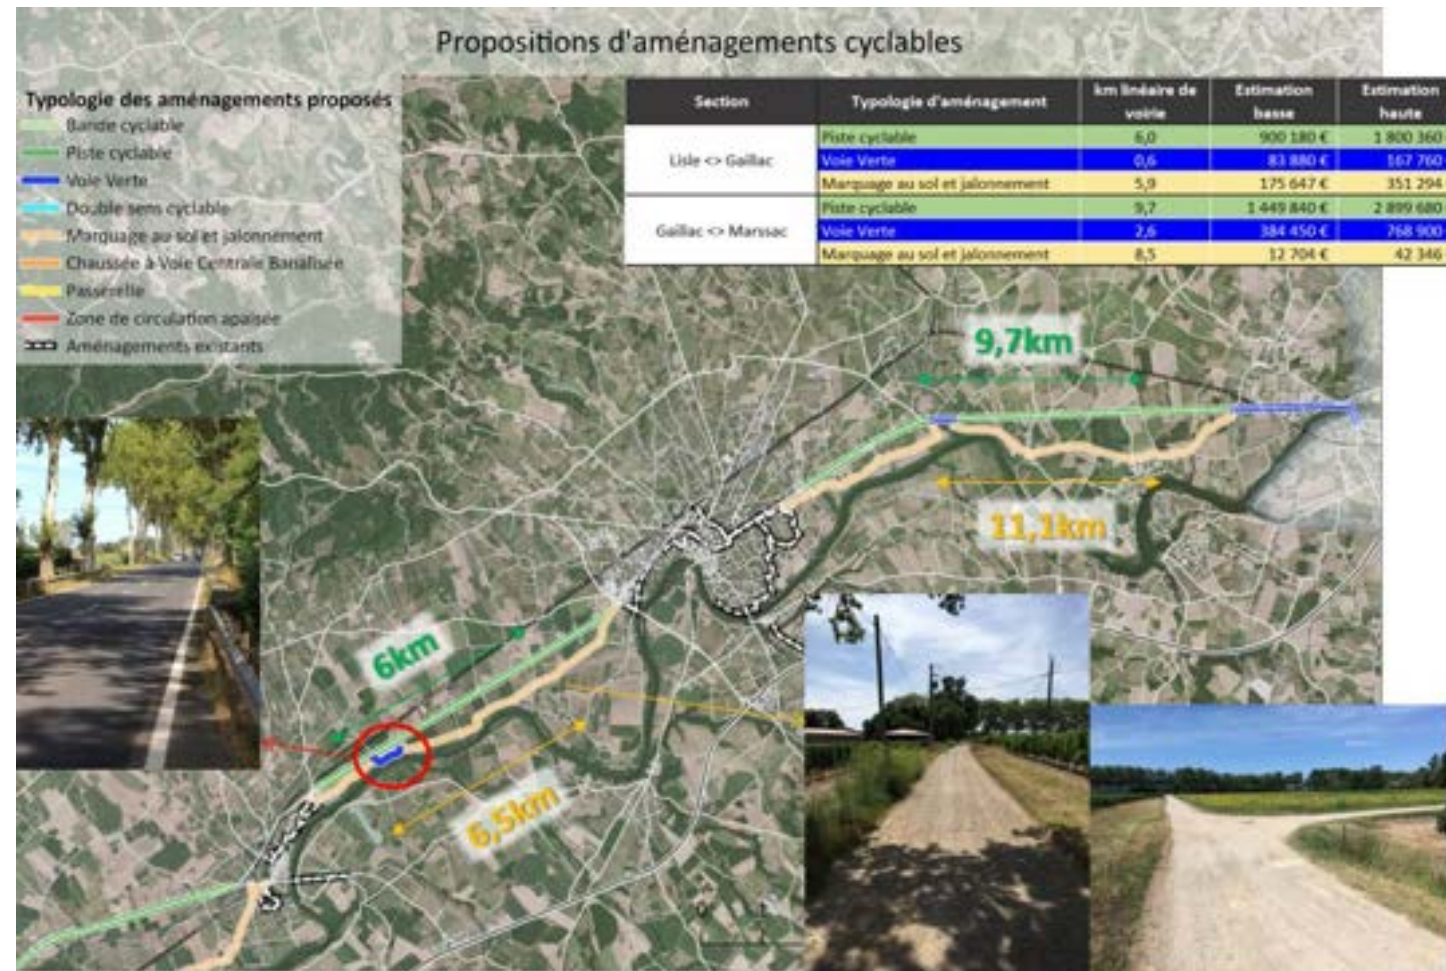 Propositions d'aménagements cyclables
Typologie des aménagements proposés
Bande cyclable
Piste cyclable
Voie Verte
Double sens cyclable
Marquage au sol et jalonnement
Chaussée à Voie Centrale Banalisée
Passerelle
Zone de circulation apaisée
Aménagements existants
Section Typologie d'aménagement km linéaire de voirie Estimation basse Estimation haute
Lisle <> Gaillac
Piste cyclable 6,0 900 180 € 1 800 360
Voie Verte 0,6 83 880 € 167 760
Marquage au sol et jalonnement 5,9 175 647 € 351 294
Gaillac <> Marssac
Piste cyclable 9,7 1 449 840 € 2 899 680
Voie Verte 2,6 384 450 € 768 900
Marquage au sol et jalonnement 8,5 12 704 € 42 346
9,7km
11,1km
6km
6,5km